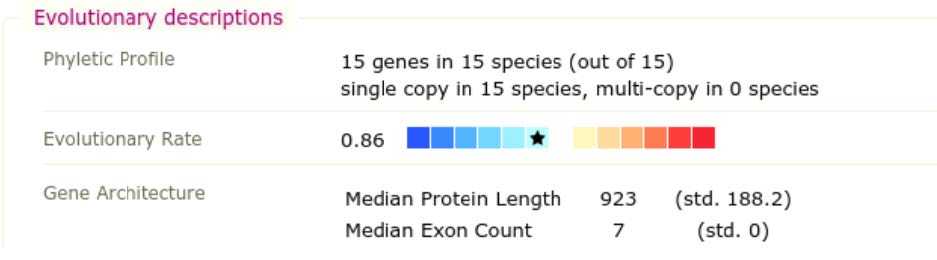 Evolutionary descriptions
Phyletic Profile 15 genes in 15 species (out of 15)
single copy in 15 species, multi-copy in 0 species
Evolutionary Rate 0.86
Gene Architecture Median Protein Length 923 (std. 188.2)
Median Exon Count 7 (std. 0)